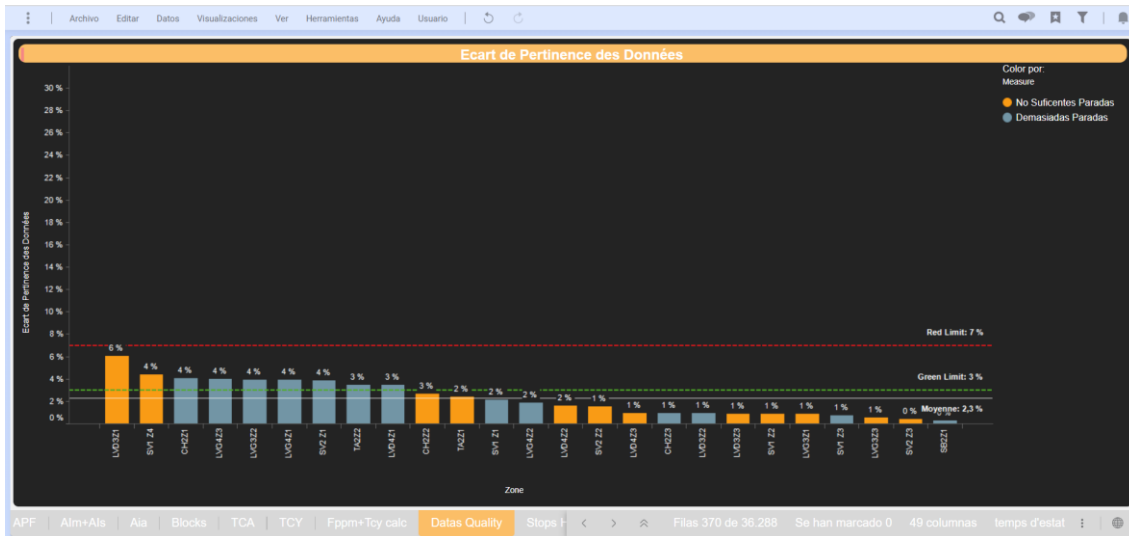 Archivo Editar Datos Visualizaciones Ver Herramientas Ayuda Usuario
Ecart de Pertinence des Données
Color por:
Measure
No Suficentes Paradas
Demasiadas Paradas
Ecart de Pertinence des Données
30 %
28 %
26 %
24 %
22 %
20 %
18 %
16 %
14 %
12 %
10 %
8 %
6 %
4 %
2 %
0 %
Red Limit: 7 %
Green Limit: 3 %
Moyenne: 2,3 %
6 % 4 % 4 % 4 % 4 % 4 % 4 % 3 % 3 % 3 % 2 % 2 % 2 % 2 % 1 % 1 % 1 % 1 % 1 % 1 % 1 % 1 % 1 % 0 % 0 %
LVD3Z1 SV1 Z4 CH2Z1 LVG4Z3 LVG3Z2 LVG4Z1 SV2 Z1 TA2Z2 LVD4Z1 CH2Z2 TA2Z1 SV1 Z1 LVG4Z2 LVD4Z2 SV2 Z2 LVD4Z3 CH2Z3 LVD3Z2 LVD3Z3 SV1 Z2 LVG3Z1 SV1 Z3 LVG3Z3 SV2 Z3 SB2Z1
Zone
APF Alm+Als Aia Blocks TCA TCY Fppm+Tcy calc Datas Quality Stops Filas 370 de 36.288 Se han marcado 0 49 columnas temps d'estat